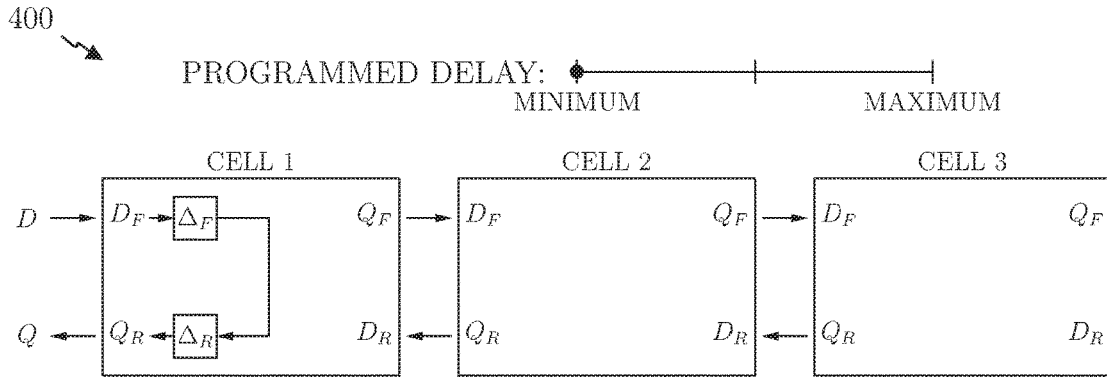 400
PROGRAMMED DELAY:
MINIMUM MAXIMUM
CELL 1 CELL 2 CELL 3
D D_F Δ_F Q_F D_F Q_F D_F Q_F
Q Q_R Δ_R D_R Q_R D_R Q_R D_R